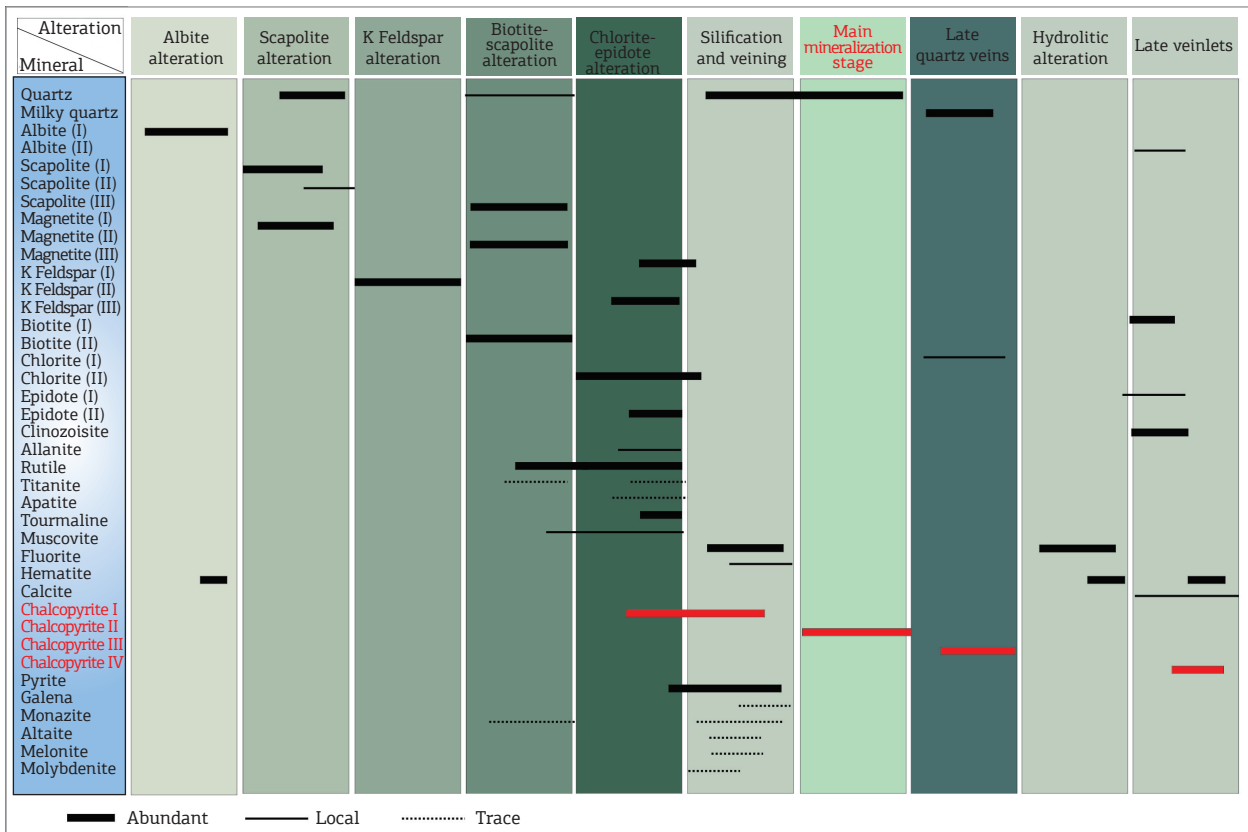 Alteration
Mineral
Albite
alteration
Scapolite
alteration
K Feldspar
alteration
Biotite-
scapolite
alteration
Chlorite-
epidote
alteration
Silification
and veining
Main
mineralization
stage
Late
quartz veins
Hydrolitic
alteration
Late veinlets
Quartz
Milky quartz
Albite (I)
Albite (II)
Scapolite (I)
Scapolite (II)
Scapolite (III)
Magnetite (I)
Magnetite (II)
Magnetite (III)
K Feldspar (I)
K Feldspar (II)
K Feldspar (III)
Biotite (I)
Biotite (II)
Chlorite (I)
Chlorite (II)
Epidote (I)
Epidote (II)
Clinozoisite
Allanite
Rutile
Titanite
Apatite
Tourmaline
Muscovite
Fluorite
Hematite
Calcite
Chalcopyrite I
Chalcopyrite II
Chalcopyrite III
Chalcopyrite IV
Pyrite
Galena
Monazite
Altaite
Melonite
Molybdenite
Abundant
Local
Trace